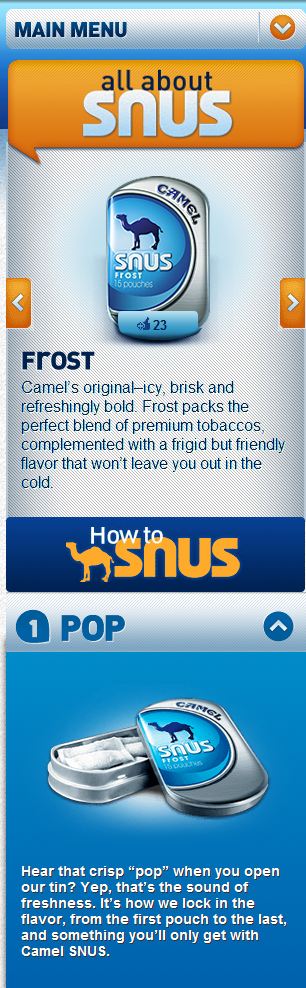 MAIN MENU
all about
snus
CAMEL
snus
FROST
15 pouches
23
Frost
Camel's original–icy, brisk and
refreshingly bold. Frost packs the
perfect blend of premium tobaccos,
complemented with a frigid but friendly
flavor that won't leave you out in the
cold.
How to
snus
1 POP
CAMEL
snus
FROST
15 pouches
Hear that crisp “pop” when you open
our tin? Yep, that's the sound of
freshness. It's how we lock in the
flavor, from the first pouch to the last,
and something you'll only get with
Camel SNUS.